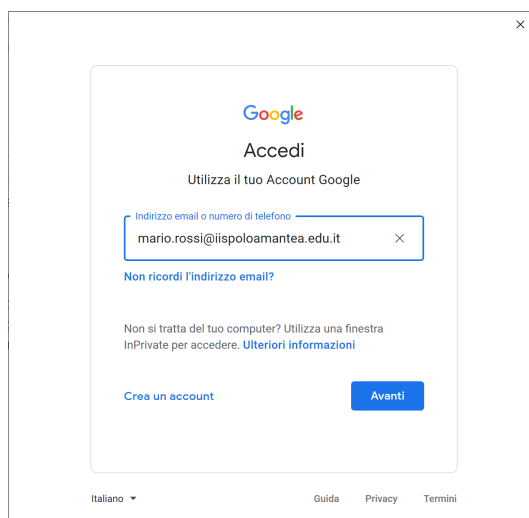 Google
Accedi
Utilizza il tuo Account Google
Indirizzo email o numero di telefono
mario.rossi@iispoloamantea.edu.it
Non ricordi l'indirizzo email?
Non si tratta del tuo computer? Utilizza una finestra
InPrivate per accedere. Ulteriori informazioni
Crea un account
Avanti
Italiano
Guida Privacy Termini